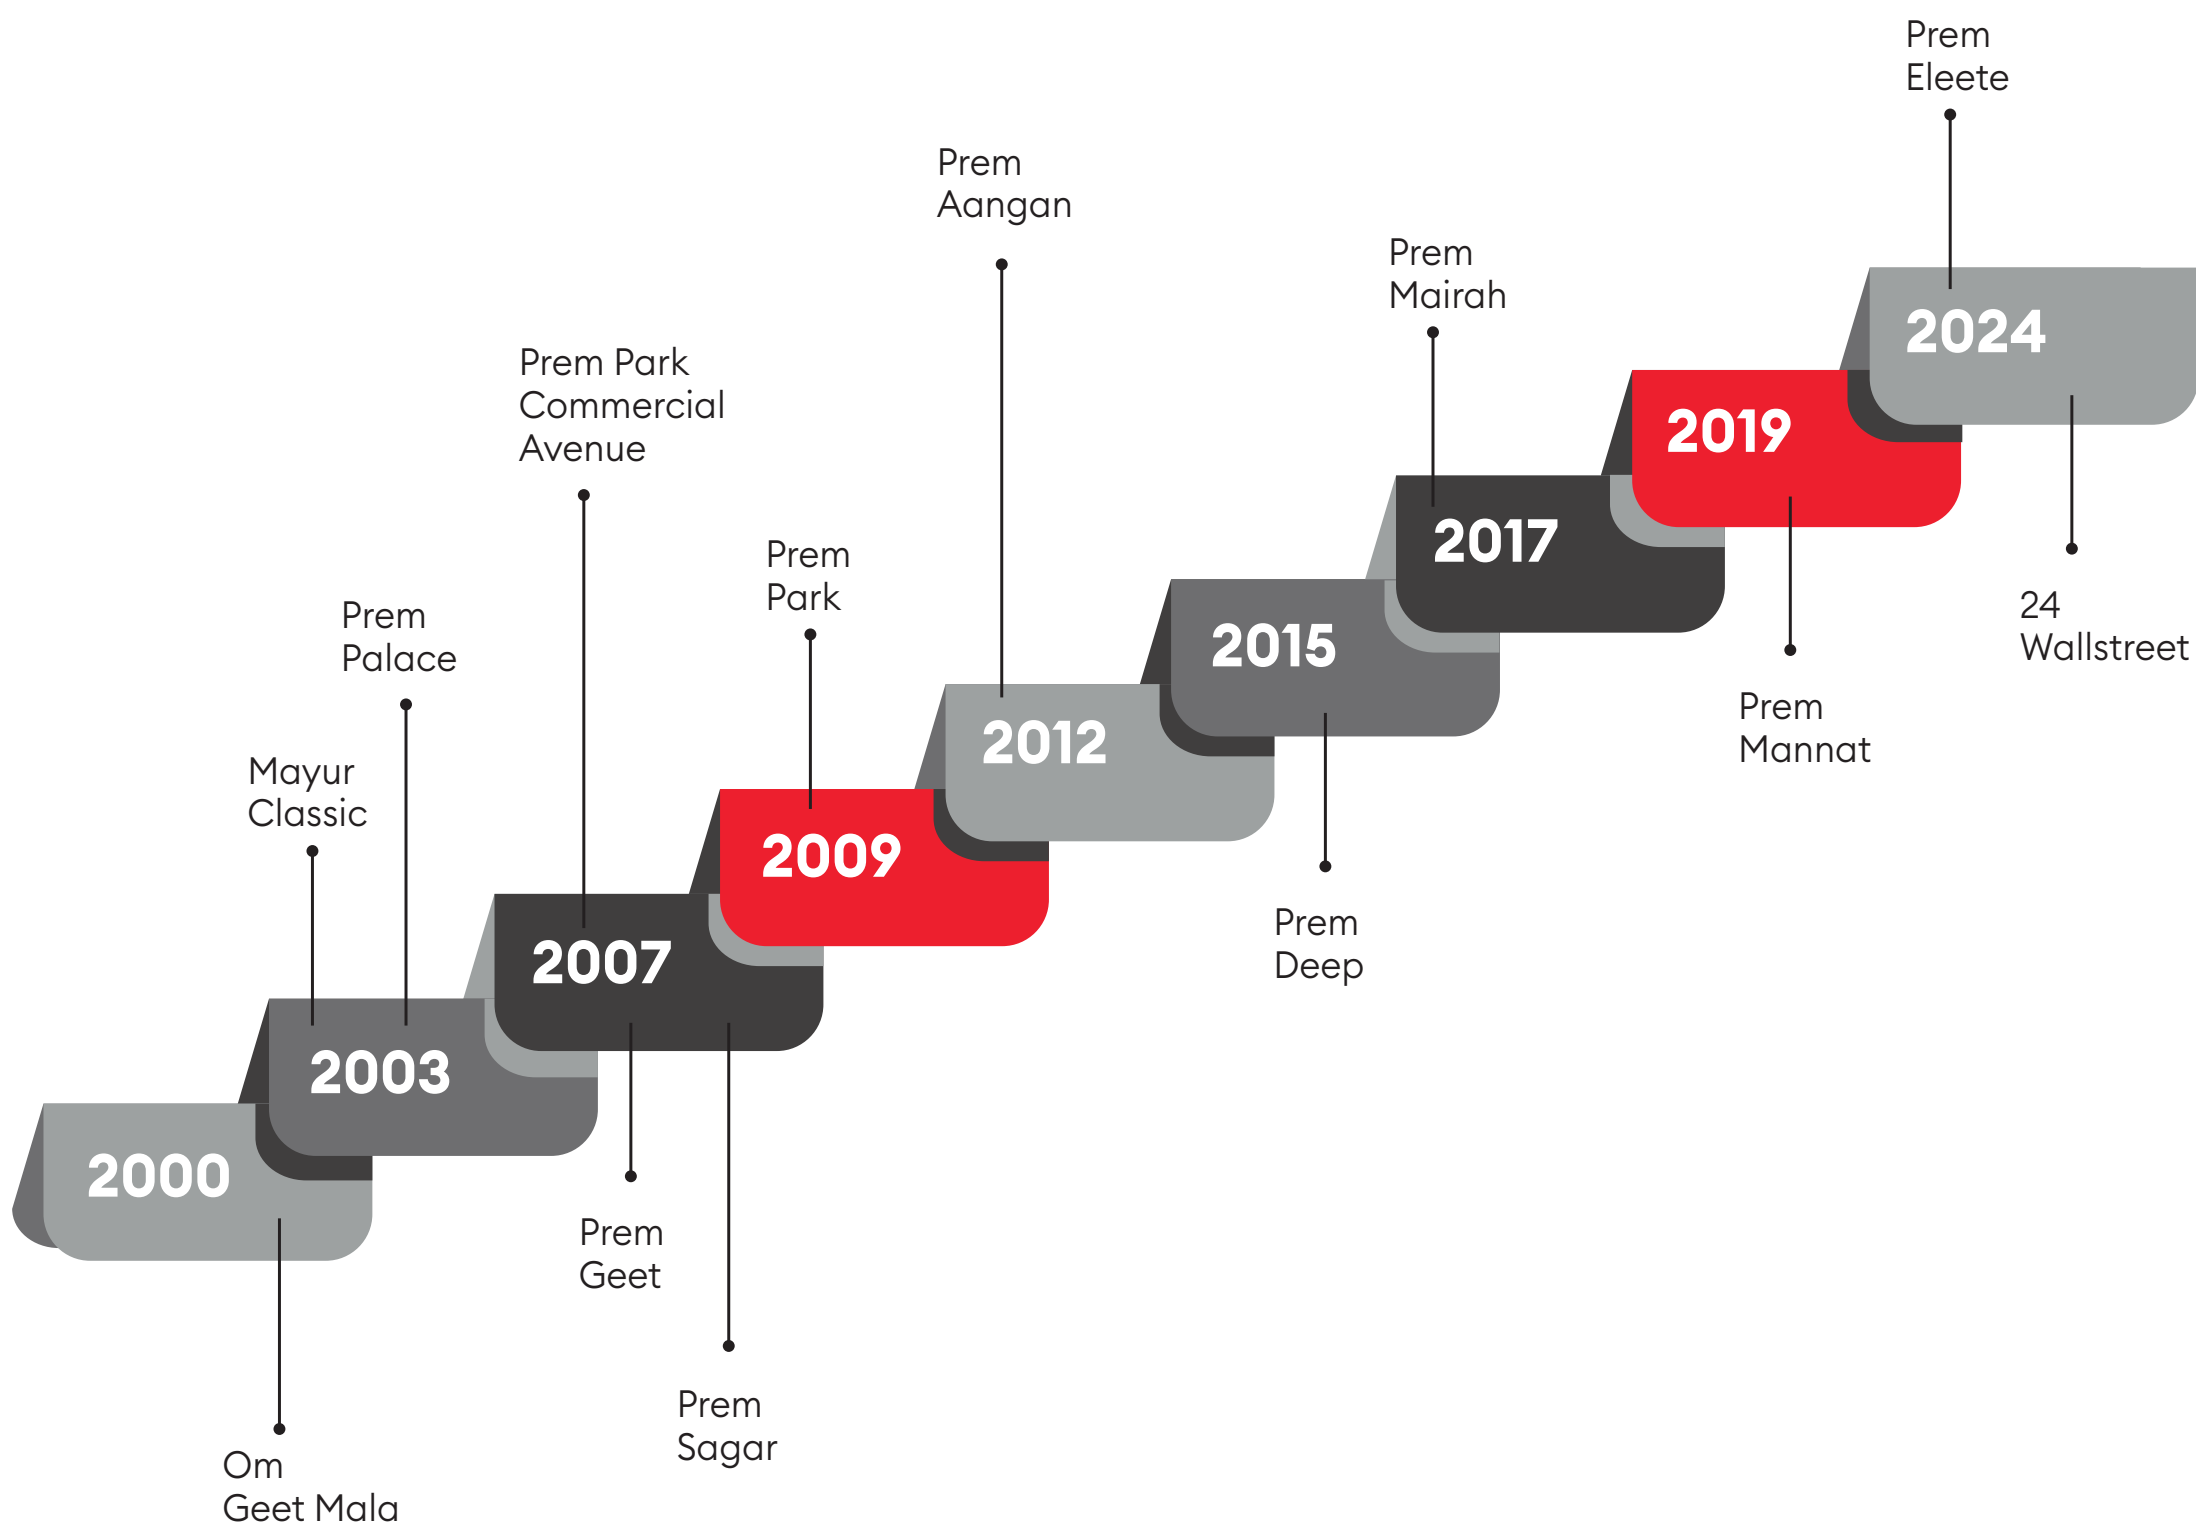 Prem
Eleete
Prem
Aangan
Prem
Mairah
2024
Prem Park
Commercial
Avenue
2019
Prem
Park
2017
24
Wallstreet
Prem
Palace
2015
Prem
Mannat
2012
Mayur
Classic
2009
Prem
Deep
2007
2003
2000
Prem
Geet
Prem
Sagar
Om
Geet Mala